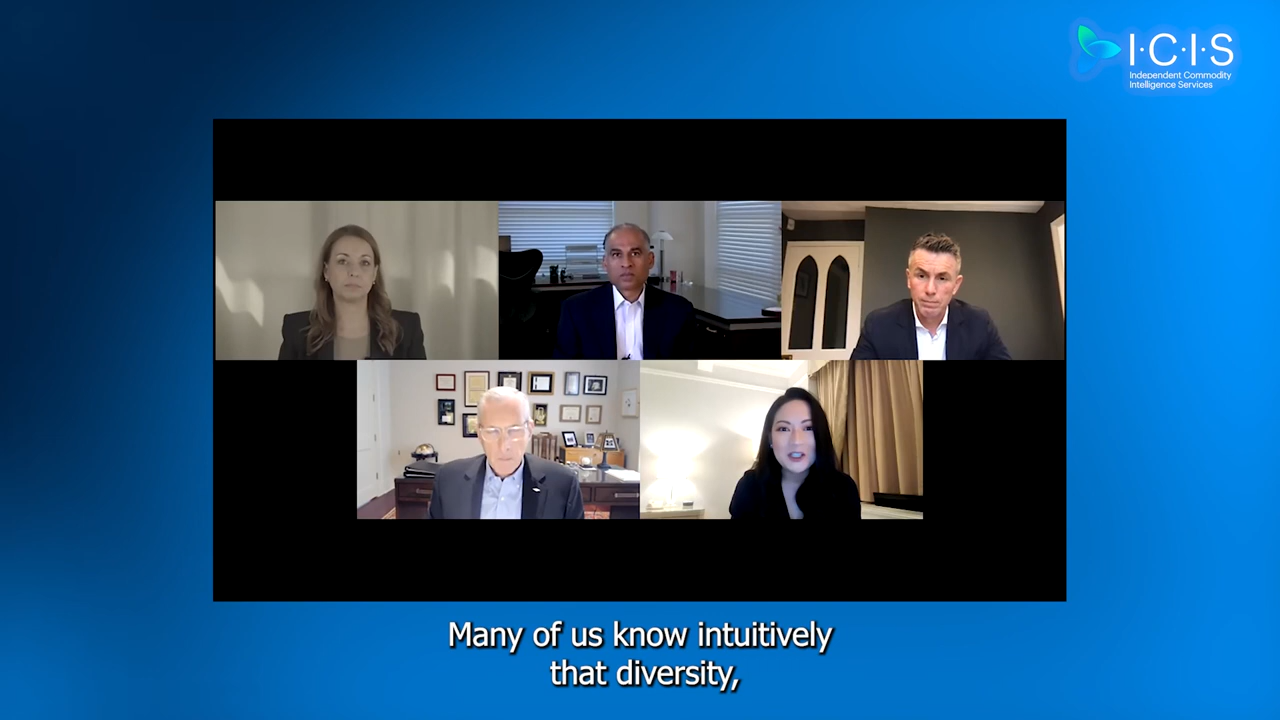 I·C·I·S
Independent Commodity
Intelligence Services
Many of us know intuitively
that diversity,